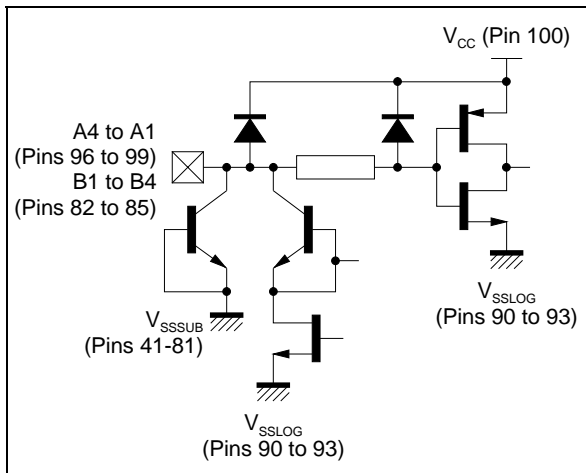 V_CC (Pin 100)
A4 to A1
(Pins 96 to 99)
B1 to B4
(Pins 82 to 85)
V_SSSUB
(Pins 41-81)
V_SSLOG
(Pins 90 to 93)
V_SSLOG
(Pins 90 to 93)